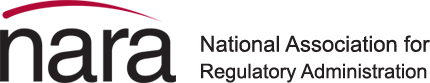 nara
National Association for
Regulatory Administration